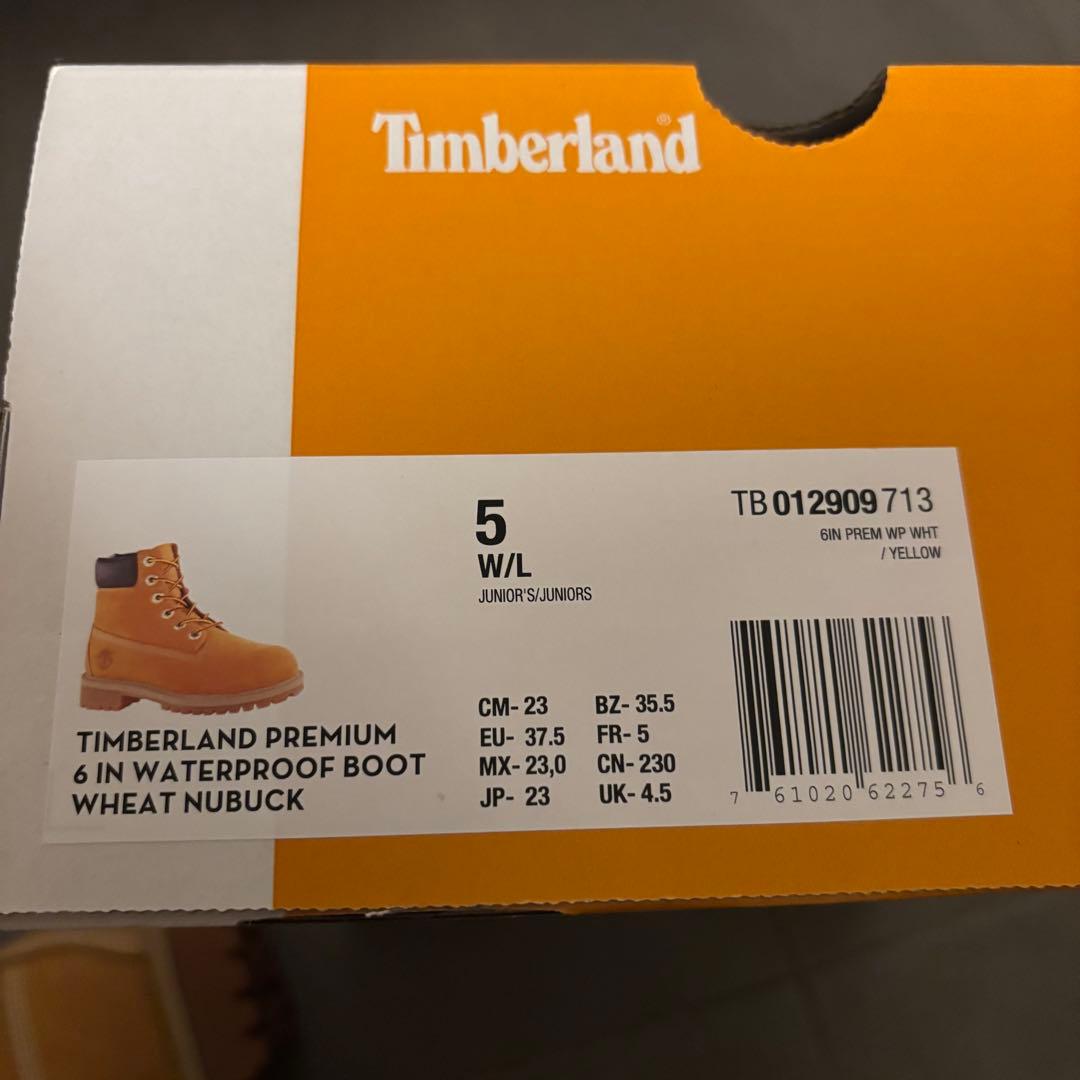 Timberland®
5
W/L
JUNIOR'S/JUNIORS
TB 012909 713
6IN PREM WP WHT
/ YELLOW
TIMBERLAND PREMIUM
6 IN WATERPROOF BOOT
WHEAT NUBUCK
CM- 23 BZ- 35.5
EU- 37.5 FR- 5
MX- 23,0 CN- 230
JP- 23 UK- 4.5
7 61020 62275 6